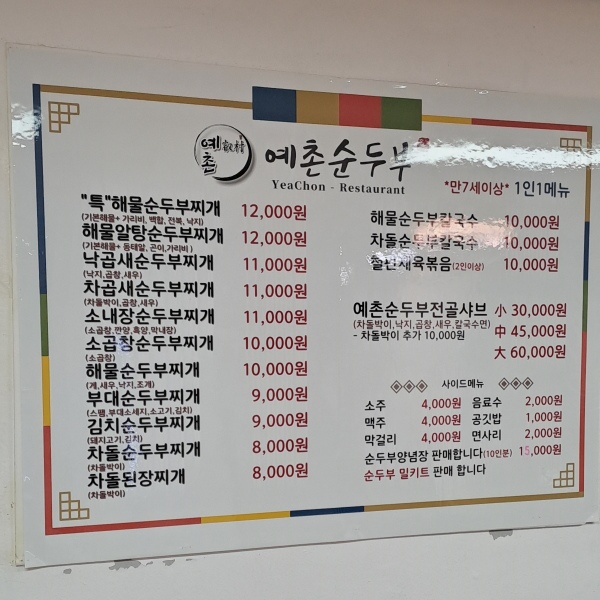 예촌
예촌순두부
YeaChon - Restaurant
*만7세이상* 1인1메뉴
"특"해물순두부찌개 12,000원
(기본해물+ 가리비, 백합, 전복, 낙지)
해물알탕순두부찌개 12,000원
(기본해물+ 동태알, 곤이,가리비)
낙곱새순두부찌개 11,000원
(낙지,곱창,새우)
차곱새순두부찌개 11,000원
(차돌박이,곱창,새우)
소내장순두부찌개 11,000원
(소곱창,깐양,흑양,막내장)
소곱창순두부찌개 10,000원
(소곱창)
해물순두부찌개 10,000원
(게,새우,낙지,조개)
부대순두부찌개 9,000원
(스팸,부대소세지,소고기,김치)
김치순두부찌개 9,000원
(돼지고기,김치)
차돌순두부찌개 8,000원
(차돌박이)
차돌된장찌개 8,000원
(차돌박이)
해물순두부칼국수 10,000원
차돌순두부칼국수 10,000원
철판제육볶음(2인이상) 10,000원
예촌순두부전골샤브 小 30,000원
(차돌박이,낙지,곱창,새우,칼국수면) 中 45,000원
- 차돌박이 추가 10,000원
大 60,000원
사이드메뉴
소주 4,000원 음료수 2,000원
맥주 4,000원 공깃밥 1,000원
막걸리 4,000원 면사리 2,000원
순두부양념장 판매합니다(10인분) 15,000원
순두부 밀키트 판매 합니다